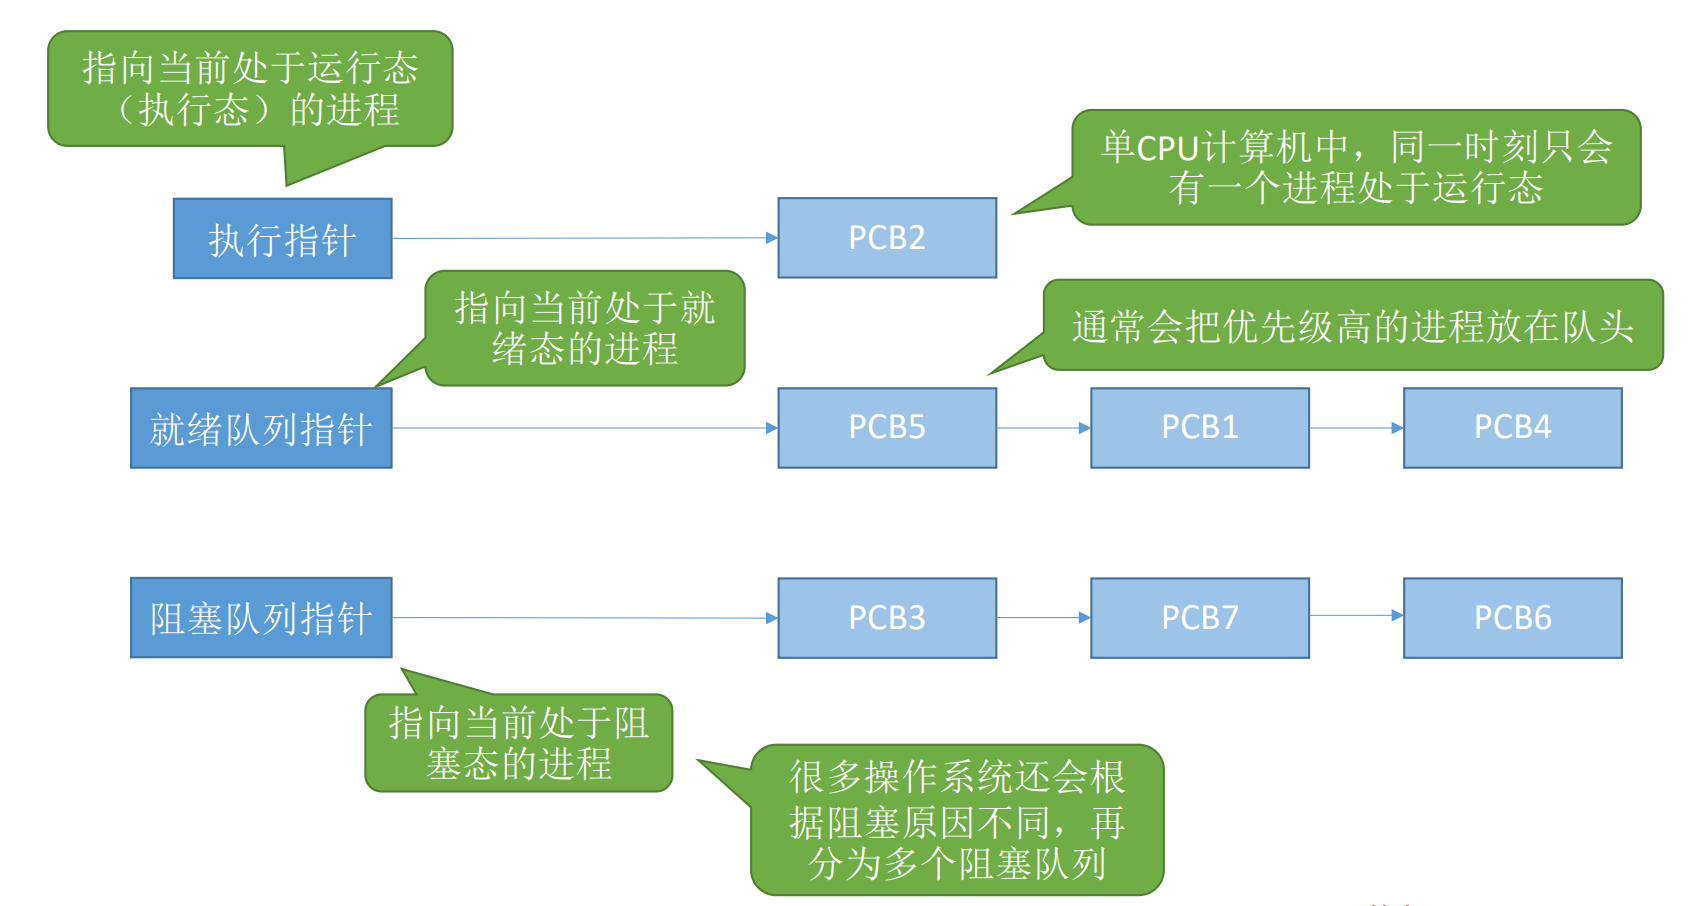 指向当前处于运行态
（执行态）的进程
单CPU计算机中，同一时刻只会
有一个进程处于运行态
执行指针
PCB2
指向当前处于就
绪态的进程
通常会把优先级高的进程放在队头
就绪队列指针
PCB5
PCB1
PCB4
阻塞队列指针
PCB3
PCB7
PCB6
指向当前处于阻
塞态的进程
很多操作系统还会根
据阻塞原因不同，再
分为多个阻塞队列